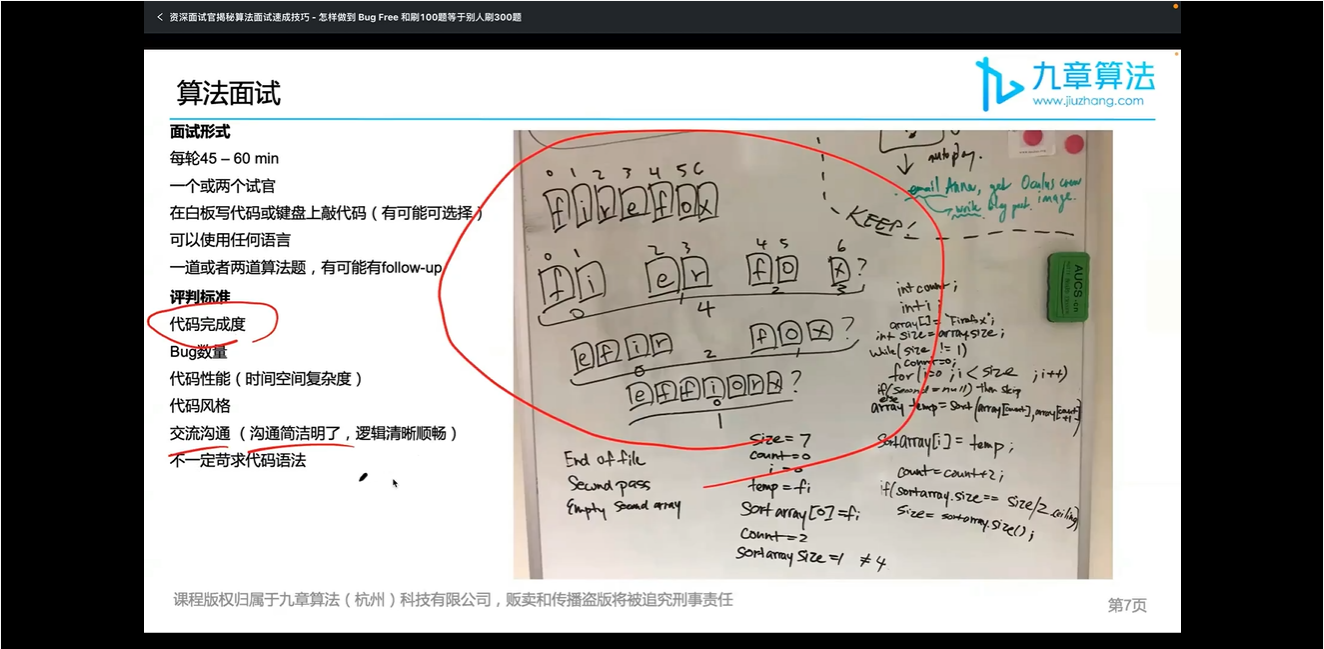 资深面试官揭秘算法面试速成技巧 - 怎样做到 Bug Free 和刷100题等于别人刷300题
九章算法
www.jiuzhang.com
算法面试
面试形式
每轮45 – 60 min
一个或两个试官
在白板写代码或键盘上敲代码（有可能可选择）
可以使用任何语言
一道或者两道算法题，有可能有follow-up
评判标准
代码完成度
Bug数量
代码性能（时间空间复杂度）
代码风格
交流沟通 （沟通简洁明了，逻辑清晰顺畅）
不一定苛求代码语法
autoplay.
email Anna, get Oculus
write blog post image.
KEEP!
0 1 2 3 4 5 6
f i r e f o x
0 1 2 3 4 5 6
f i e r f o x ?
0 1 4 2 3
e f i r f o x ?
0 2 1
e f f i o r x ?
0
1
End of file
Second pass
Empty second array
size = 7
count = 0
i = 0
temp = fi
Sortarray [0] = fi
count = 2
Sortarray size = 1 ≠ 4
int count;
int i;
array[] = "Firefox";
int size = array.size;
while (size != 1)
count = 0;
for (i=0; i < size ; i++)
if (second = null) then skip
else
array temp = sort (array[count], array[count+1])
Sortarray[i] = temp;
count = count+2;
if (sortarray.size == size/2.ceiling)
size = sortarray.size();
AUCS.cn
课程版权归属于九章算法（杭州）科技有限公司，贩卖和传播盗版将被追究刑事责任
第7页